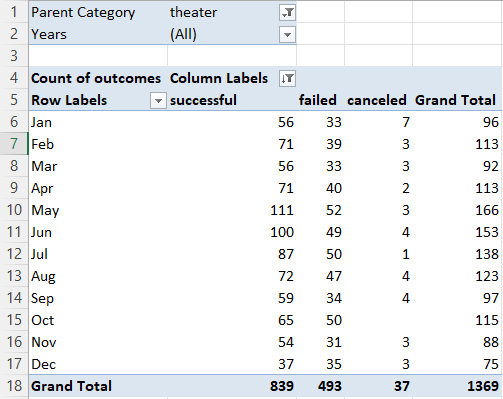 1 Parent Category theater
2 Years (All)
3
4 Count of outcomes Column Labels
5 Row Labels successful failed canceled Grand Total
6 Jan 56 33 7 96
7 Feb 71 39 3 113
8 Mar 56 33 3 92
9 Apr 71 40 2 113
10 May 111 52 3 166
11 Jun 100 49 4 153
12 Jul 87 50 1 138
13 Aug 72 47 4 123
14 Sep 59 34 4 97
15 Oct 65 50 115
16 Nov 54 31 3 88
17 Dec 37 35 3 75
18 Grand Total 839 493 37 1369